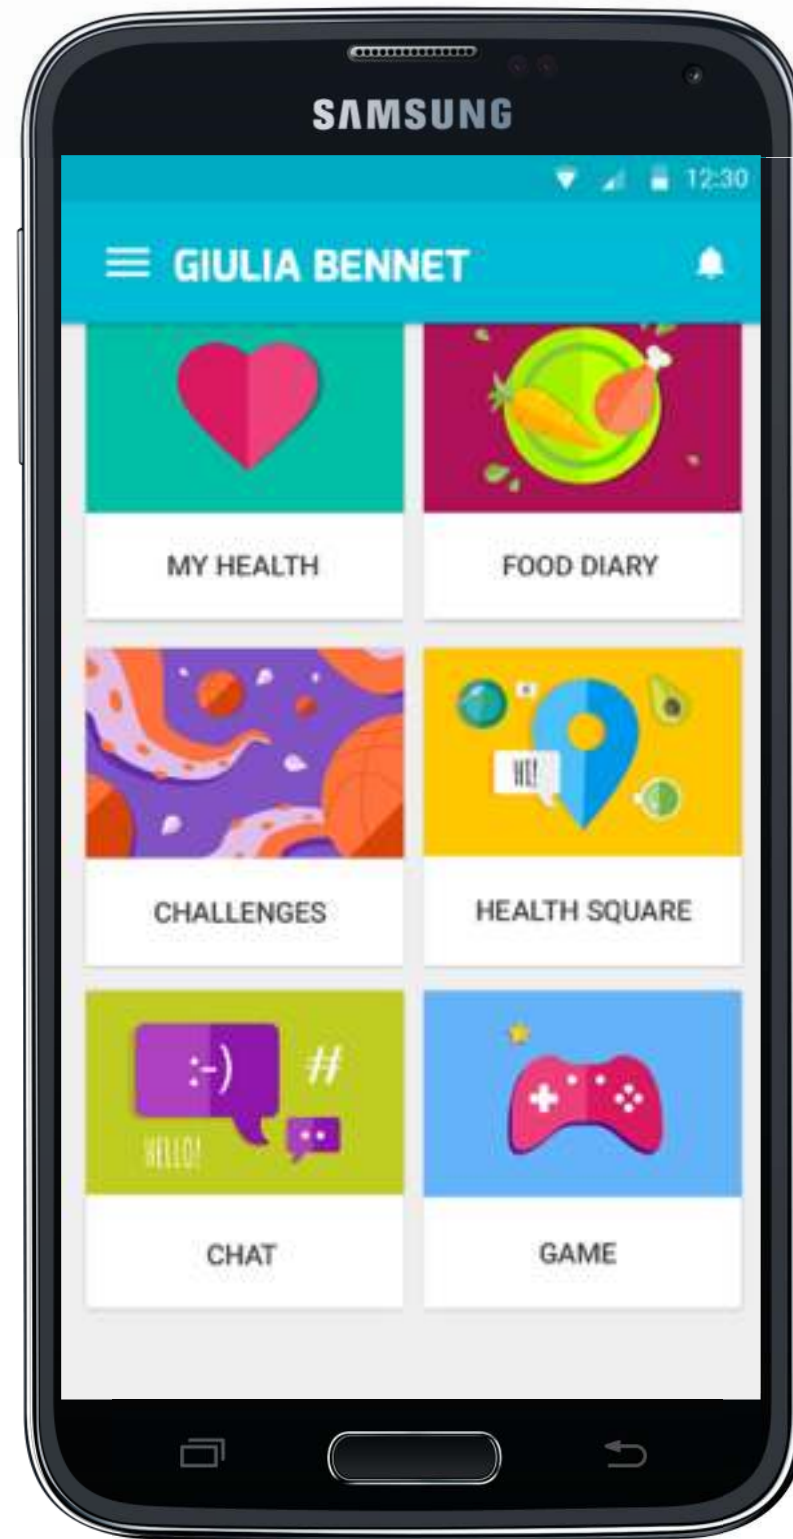 SAMSUNG
12:30
GIULIA BENNET
MY HEALTH
FOOD DIARY
HI!
CHALLENGES
HEALTH SQUARE
:-)
#
HELLO!
CHAT
GAME